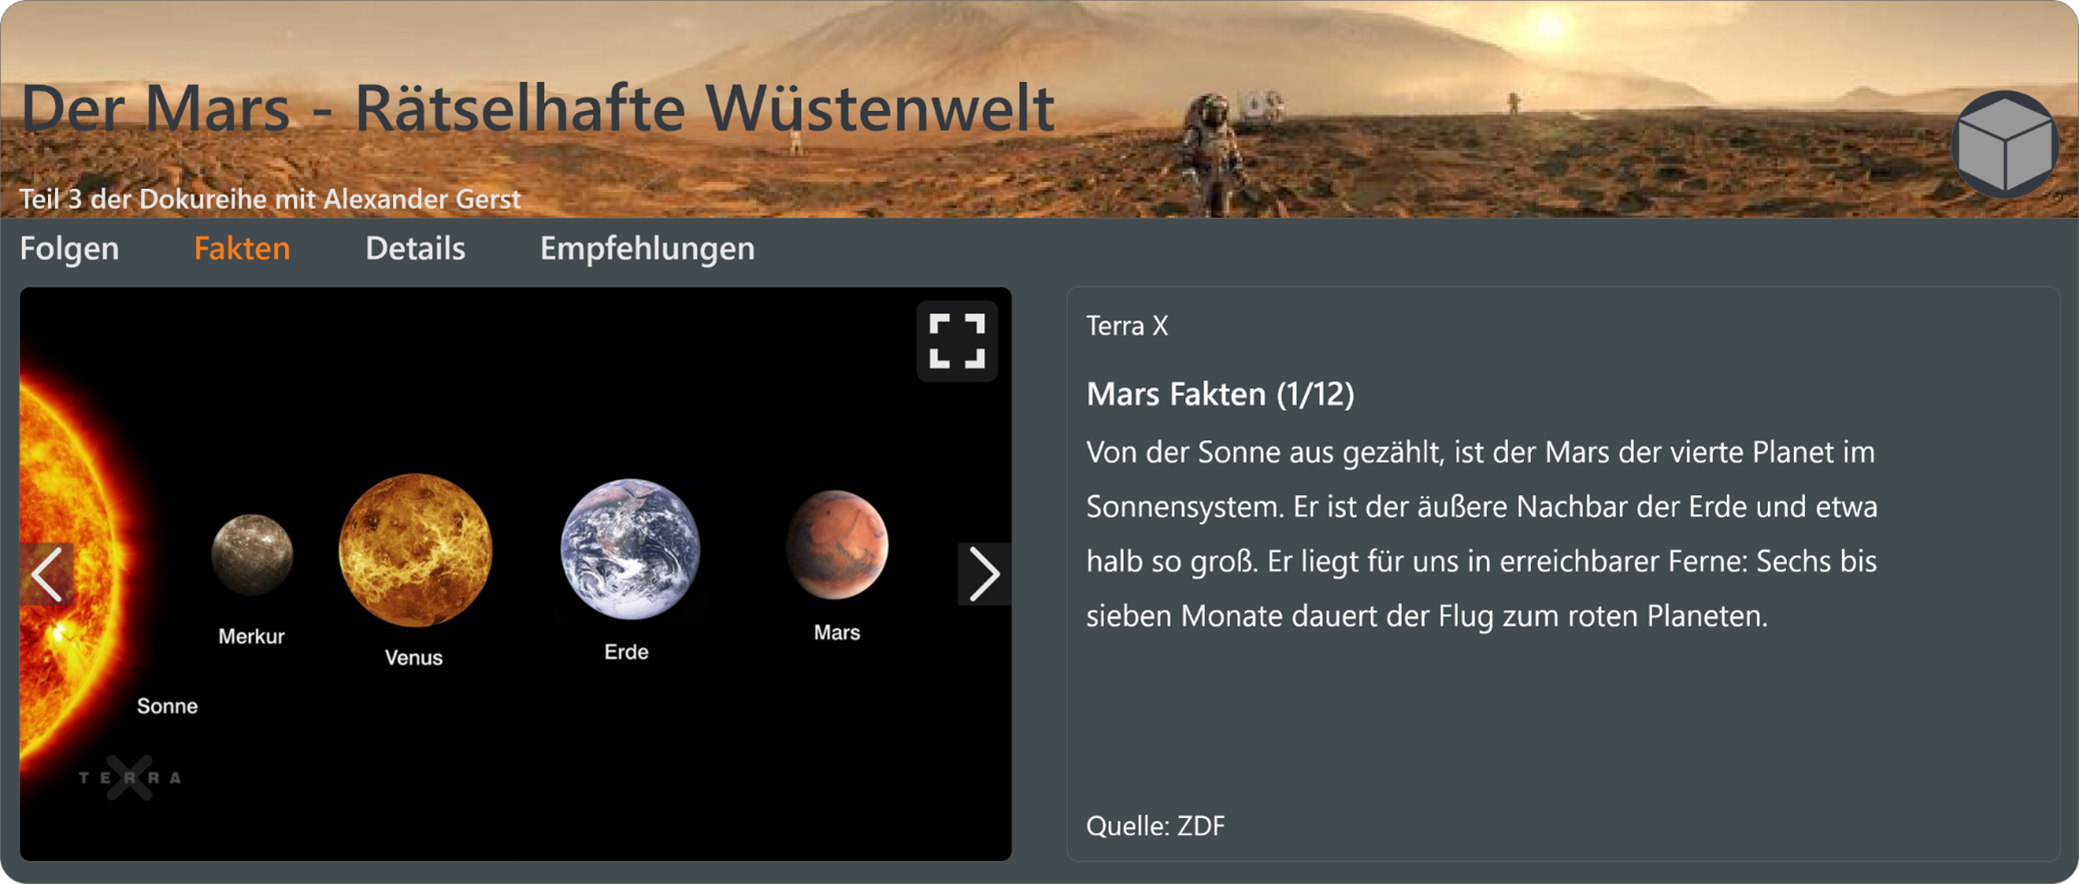 Der Mars - Rätselhafte Wüstenwelt
Teil 3 der Dokureihe mit Alexander Gerst
Folgen Fakten Details Empfehlungen
Merkur
Venus
Erde
Mars
Sonne
TERRA X
Terra X
Mars Fakten (1/12)
Von der Sonne aus gezählt, ist der Mars der vierte Planet im
Sonnensystem. Er ist der äußere Nachbar der Erde und etwa
halb so groß. Er liegt für uns in erreichbarer Ferne: Sechs bis
sieben Monate dauert der Flug zum roten Planeten.
Quelle: ZDF